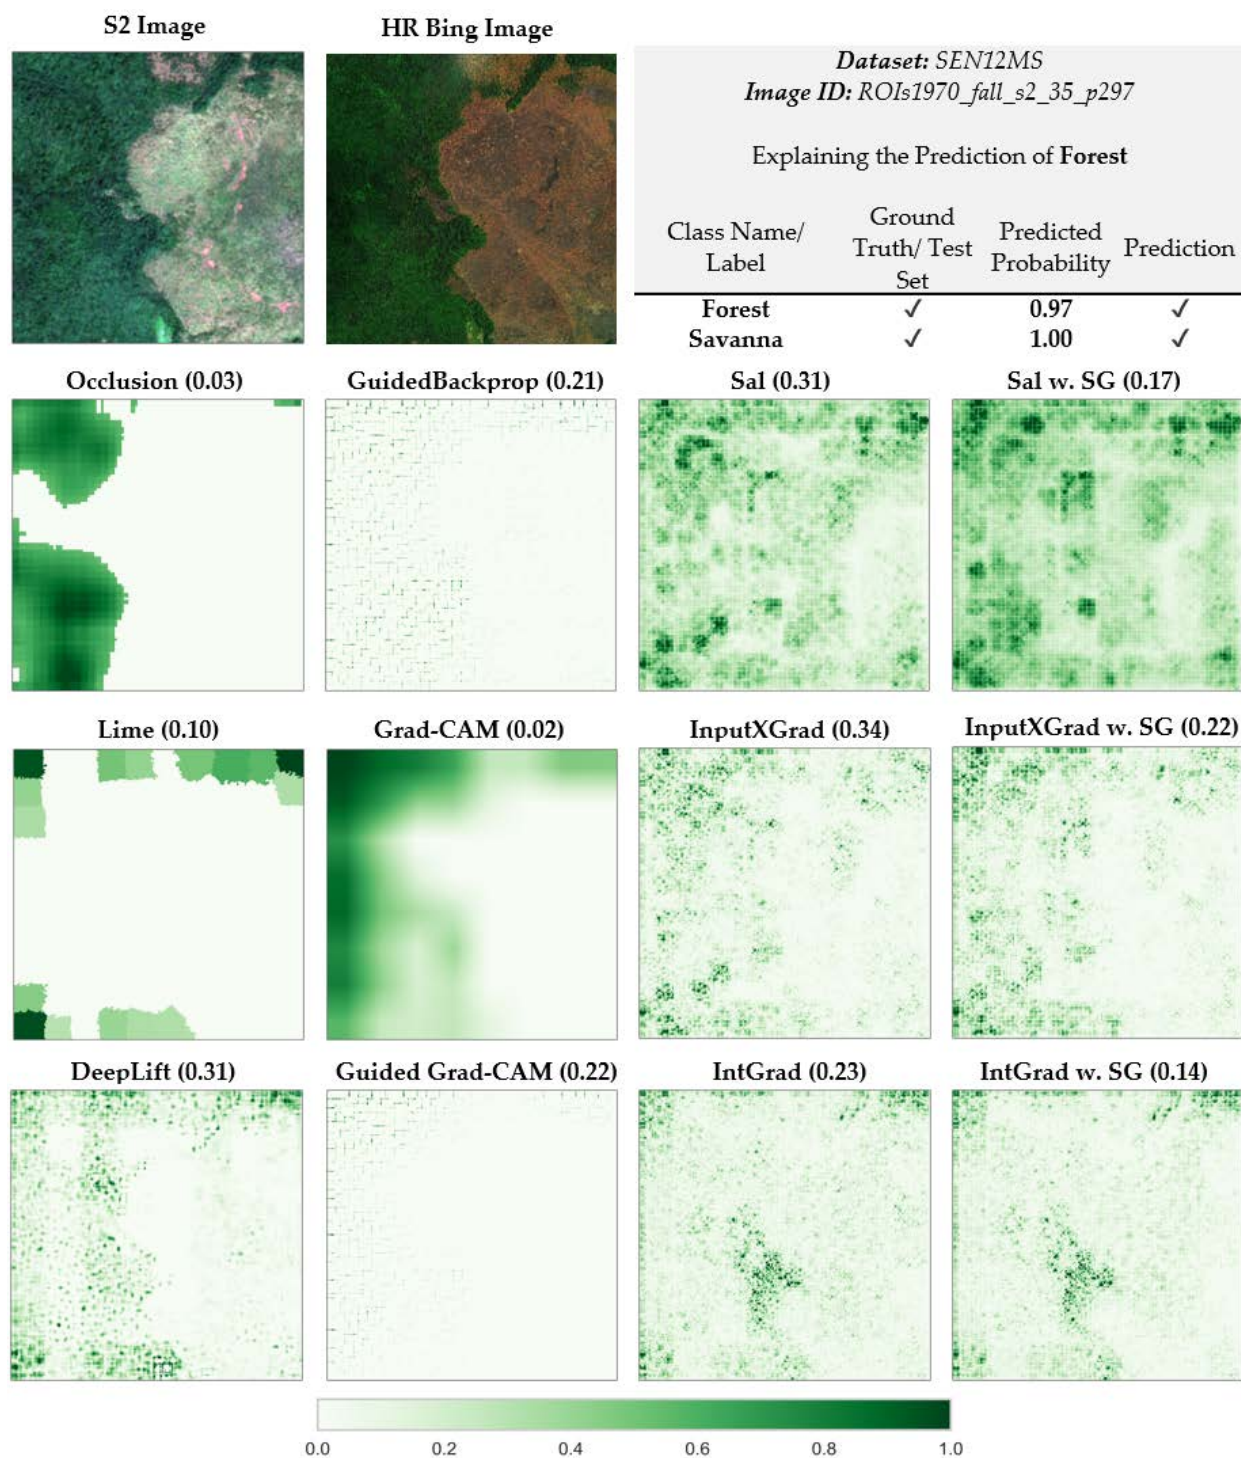 S2 Image
HR Bing Image
Dataset: SEN12MS
Image ID: ROIs1970_fall_s2_35_p297
Explaining the Prediction of Forest
Class Name/ Label
Ground Truth/ Test Set
Predicted Probability
Prediction
Forest ✓ 0.97 ✓
Savanna ✓ 1.00 ✓
Occlusion (0.03)
GuidedBackprop (0.21)
Sal (0.31)
Sal w. SG (0.17)
Lime (0.10)
Grad-CAM (0.02)
InputXGrad (0.34)
InputXGrad w. SG (0.22)
DeepLift (0.31)
Guided Grad-CAM (0.22)
IntGrad (0.23)
IntGrad w. SG (0.14)
0.0 0.2 0.4 0.6 0.8 1.0